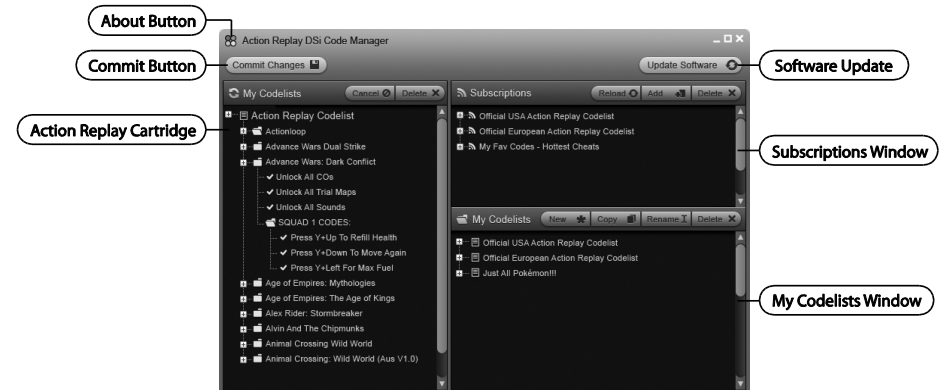 About Button
Commit Button
Action Replay Cartridge
Action Replay DSi Code Manager
Commit Changes
Update Software
Software Update
My Codelists
Cancel
Delete
Action Replay Codelist
Actionloop
Advance Wars Dual Strike
Advance Wars: Dark Conflict
Unlock All COs
Unlock All Trial Maps
Unlock All Sounds
SQUAD 1 CODES:
Press Y+Up To Refill Health
Press Y+Down To Move Again
Press Y+Left For Max Fuel
Age of Empires: Mythologies
Age of Empires: The Age of Kings
Alex Rider: Stormbreaker
Alvin And The Chipmunks
Animal Crossing Wild World
Animal Crossing: Wild World (Aus V1.0)
Subscriptions
Reload
Add
Delete
Official USA Action Replay Codelist
Official European Action Replay Codelist
My Fav Codes - Hottest Cheats
Subscriptions Window
My Codelists
New
Copy
Rename
Delete
Official USA Action Replay Codelist
Official European Action Replay Codelist
Just All Pokémon!!!
My Codelists Window